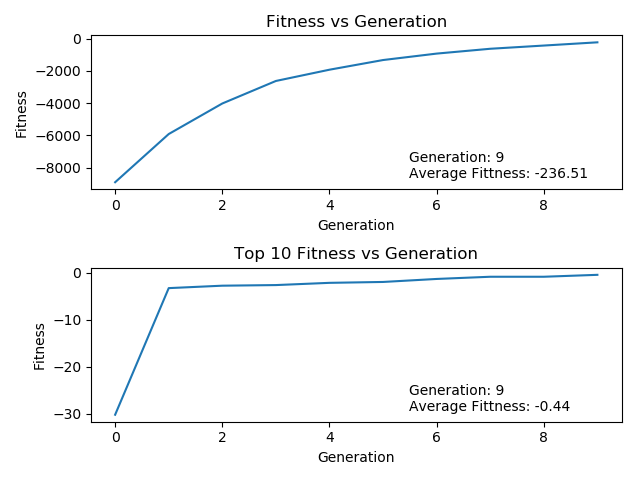 Fitness vs Generation
0
−2000
−4000
−6000
−8000
Fitness
Generation: 9
Average Fittness: -236.51
0 2 4 6 8
Generation
Top 10 Fitness vs Generation
0
−10
−20
−30
Fitness
Generation: 9
Average Fittness: -0.44
0 2 4 6 8
Generation